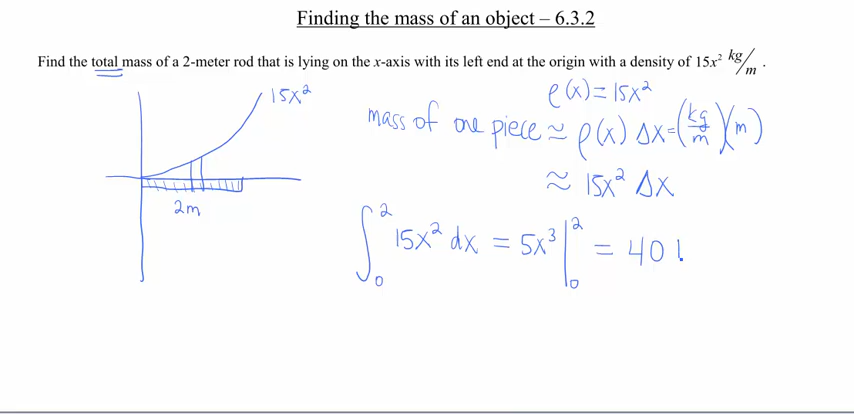 Finding the mass of an object – 6.3.2
Find the total mass of a 2-meter rod that is lying on the x-axis with its left end at the origin with a density of 15x² kg/m .
ρ(x) = 15x²
15x²
mass of one piece ≈ ρ(x) Δx = (kg/m)(m)
≈ 15x² Δx
2m
∫₀² 15x² dx = 5x³ |₀² = 40